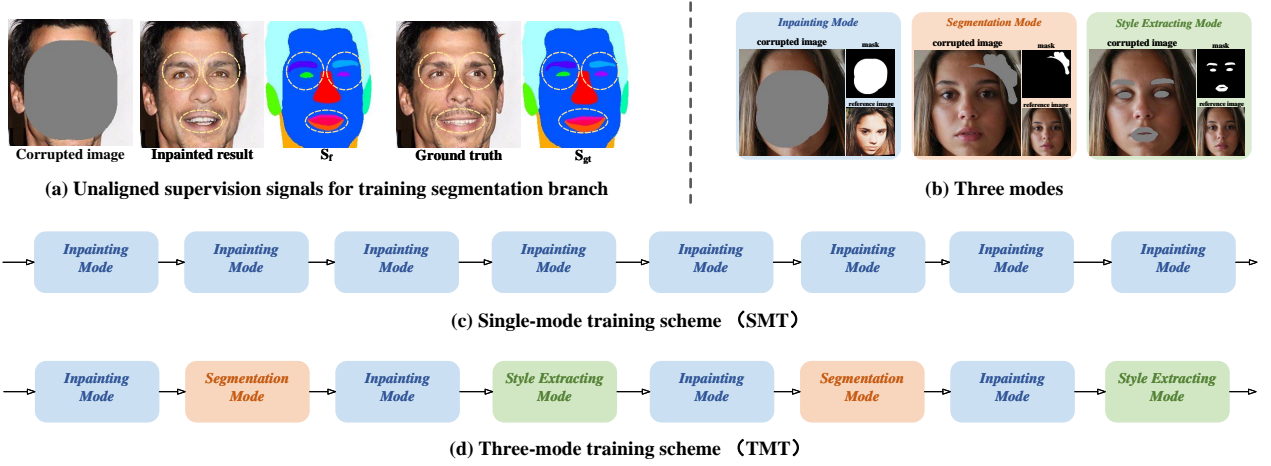 Corrupted image
Inpainted result
Sf
Ground truth
Sgt
(a) Unaligned supervision signals for training segmentation branch
Inpainting Mode
corrupted image
mask
reference image
Segmentation Mode
corrupted image
mask
reference image
Style Extracting Mode
corrupted image
mask
reference image
(b) Three modes
Inpainting
Mode
Inpainting
Mode
Inpainting
Mode
Inpainting
Mode
Inpainting
Mode
Inpainting
Mode
Inpainting
Mode
Inpainting
Mode
(c) Single-mode training scheme （SMT）
Inpainting
Mode
Segmentation
Mode
Inpainting
Mode
Style Extracting
Mode
Inpainting
Mode
Segmentation
Mode
Inpainting
Mode
Style Extracting
Mode
(d) Three-mode training scheme （TMT）